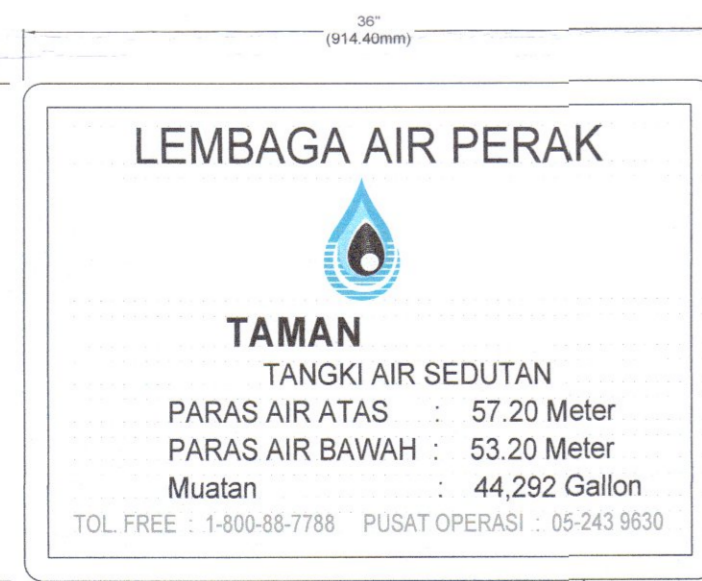 36"
(914.40mm)
LEMBAGA AIR PERAK
TAMAN
TANGKI AIR SEDUTAN
PARAS AIR ATAS : 57.20 Meter
PARAS AIR BAWAH : 53.20 Meter
Muatan : 44,292 Gallon
TOL. FREE : 1-800-88-7788 PUSAT OPERASI : 05-243 9630